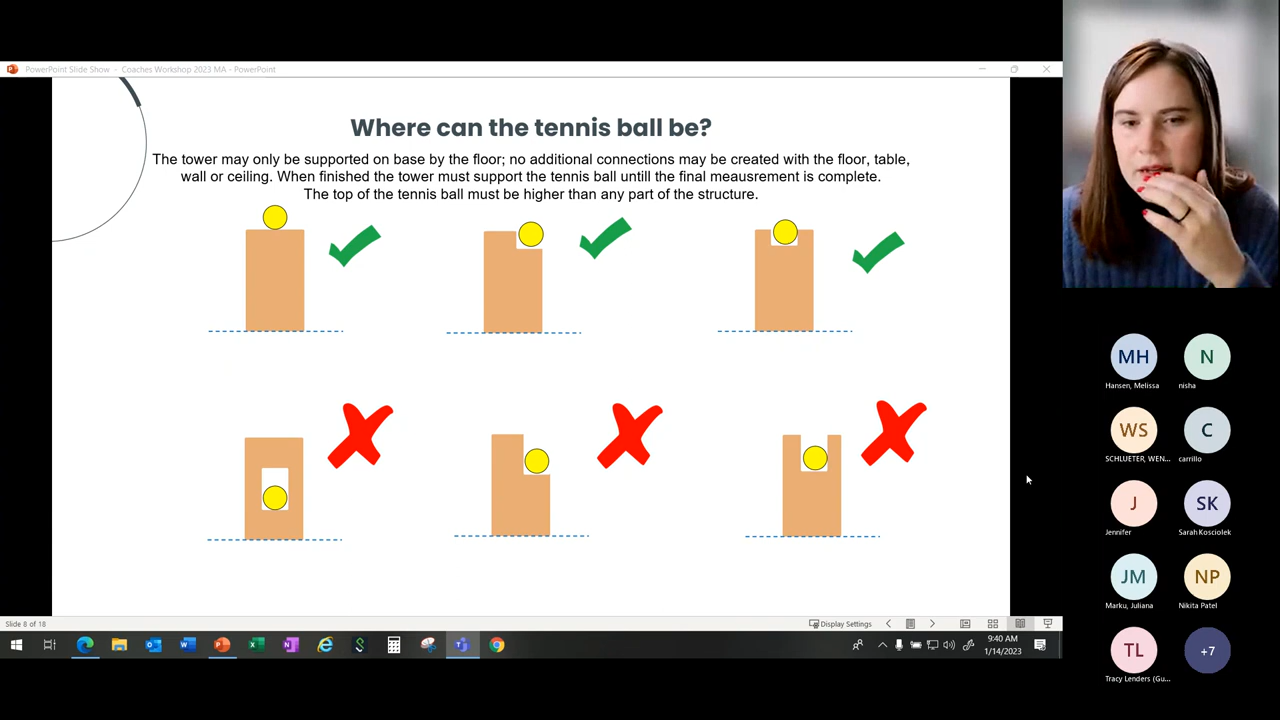 PowerPoint Slide Show - Coaches Workshop 2023 MA - PowerPoint
Where can the tennis ball be?
The tower may only be supported on base by the floor; no additional connections may be created with the floor, table,
wall or ceiling. When finished the tower must support the tennis ball untill the final meausrement is complete.
The top of the tennis ball must be higher than any part of the structure.
MH
N
Hansen, Melissa
nisha
WS
C
SCHLUETER, WEN...
carrillo
J
SK
Jennifer
Sarah Kosciolek
JM
NP
Marku, Juliana
Nikita Patel
TL
+7
Tracy Lenders (Gu...
Slide 8 of 18
Display Settings
9:40 AM
1/14/2023